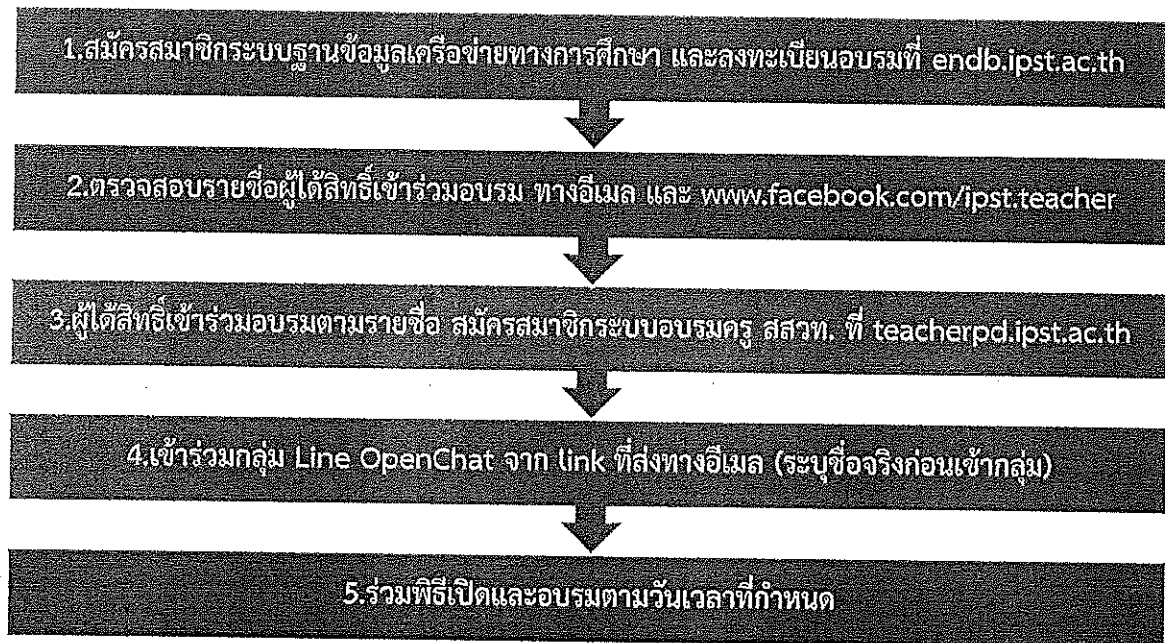 1.สมัครสมาชิกระบบฐานข้อมูลเครือข่ายทางการศึกษา และลงทะเบียนอบรมที่ endb.ipst.ac.th
2.ตรวจสอบรายชื่อผู้ได้สิทธิ์เข้าร่วมอบรม ทางอีเมล และ www.facebook.com/ipst.teacher
3.ผู้ได้สิทธิ์เข้าร่วมอบรมตามรายชื่อ สมัครสมาชิกระบบอบรมครู สสวท. ที่ teacherpd.ipst.ac.th
4.เข้าร่วมกลุ่ม Line OpenChat จาก link ที่ส่งทางอีเมล (ระบุชื่อจริงก่อนเข้ากลุ่ม)
5.ร่วมพิธีเปิดและอบรมตามวันเวลาที่กำหนด